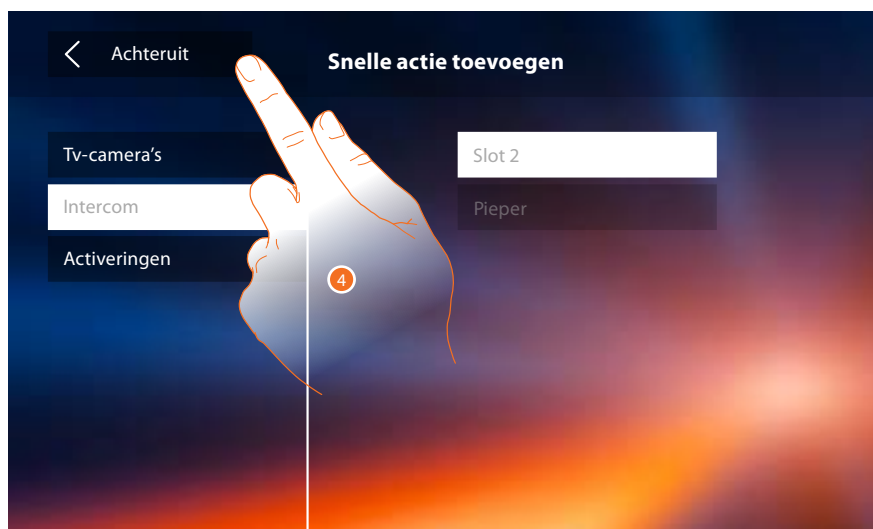 Achteruit
Snelle actie toevoegen
Tv-camera's
Intercom
Activeringen
Slot 2
Pieper
4